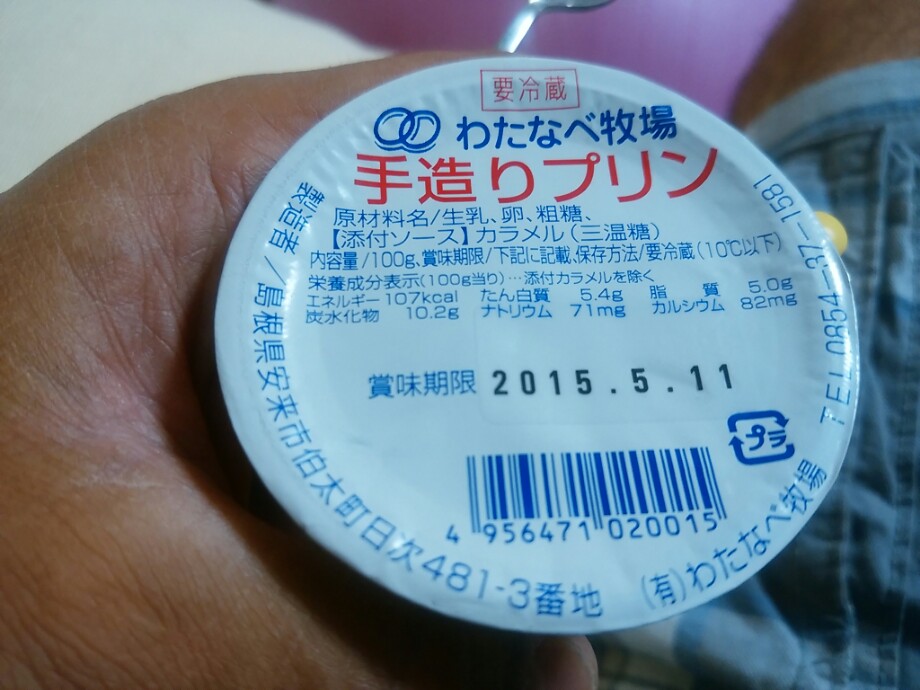 要冷蔵
わたなべ牧場
手造りプリン
原材料名/生乳、卵、粗糖、
【添付ソース】カラメル(三温糖)
内容量/100g、賞味期限/下記に記載、保存方法/要冷蔵(10℃以下)
栄養成分表示(100g当り)…添付カラメルを除く
エネルギー 107kcal たん白質 5.4g 脂質 5.0g
炭水化物 10.2g ナトリウム 71mg カルシウム 82mg
賞味期限 2015.5.11
プラ
4 956471 020015
製造者/島根県安来市伯太町日次481-3番地
(有)わたなべ牧場 TEL 0854-37-1581